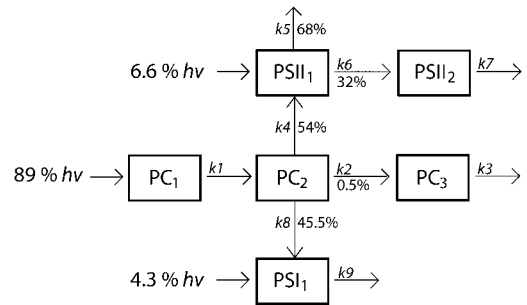 k5 68%
6.6 % hν PSII₁ k6 32% PSII₂ k7
k4 54%
89 % hν PC₁ k1 PC₂ k2 0.5% PC₃ k3
k8 45.5%
4.3 % hν PSI₁ k9